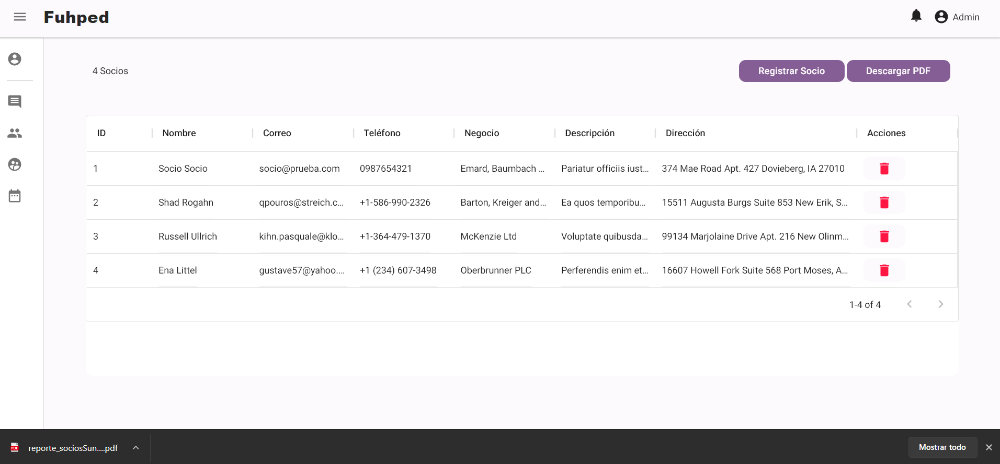 Fuhped
Admin
4 Socios
Registrar Socio
Descargar PDF
ID Nombre Correo Teléfono Negocio Descripción Dirección Acciones
1 Socio Socio socio@prueba.com 0987654321 Emard, Baumbach ... Pariatur officiis iust... 374 Mae Road Apt. 427 Dovieberg, IA 27010
2 Shad Rogahn qpouros@streich.c... +1-586-990-2326 Barton, Kreiger and... Ea quos temporibu... 15511 Augusta Burgs Suite 853 New Erik, S...
3 Russell Ullrich kihn.pasquale@klo... +1-364-479-1370 McKenzie Ltd Voluptate quibusda... 99134 Marjolaine Drive Apt. 216 New Olinm...
4 Ena Littel gustave57@yahoo.... +1 (234) 607-3498 Oberbrunner PLC Perferendis enim et... 16607 Howell Fork Suite 568 Port Moses, A...
1-4 of 4
PDF reporte_sociosSun....pdf
Mostrar todo